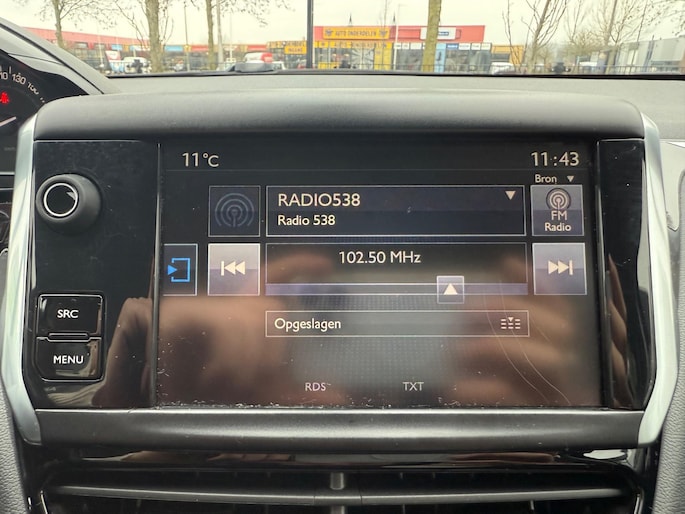 AUTO ONDERDELEN
130
11°C
11:43
Bron
RADIO538
Radio 538
FM
Radio
102.50 MHz
SRC
Opgeslagen
MENU
RDS
TXT